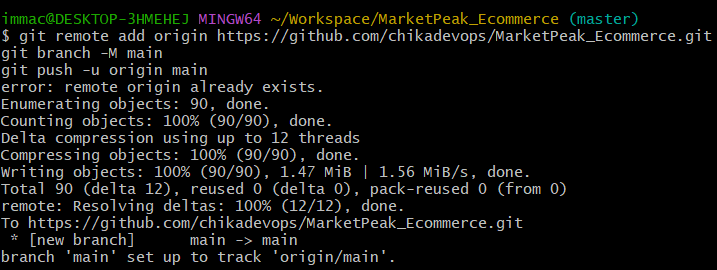 immac@DESKTOP-3HMEHEJ MINGW64 ~/Workspace/MarketPeak_Ecommerce (master)
$ git remote add origin https://github.com/chikadevops/MarketPeak_Ecommerce.git
git branch -M main
git push -u origin main
error: remote origin already exists.
Enumerating objects: 90, done.
Counting objects: 100% (90/90), done.
Delta compression using up to 12 threads
Compressing objects: 100% (90/90), done.
Writing objects: 100% (90/90), 1.47 MiB | 1.56 MiB/s, done.
Total 90 (delta 12), reused 0 (delta 0), pack-reused 0 (from 0)
remote: Resolving deltas: 100% (12/12), done.
To https://github.com/chikadevops/MarketPeak_Ecommerce.git
 * [new branch]      main -> main
branch 'main' set up to track 'origin/main'.